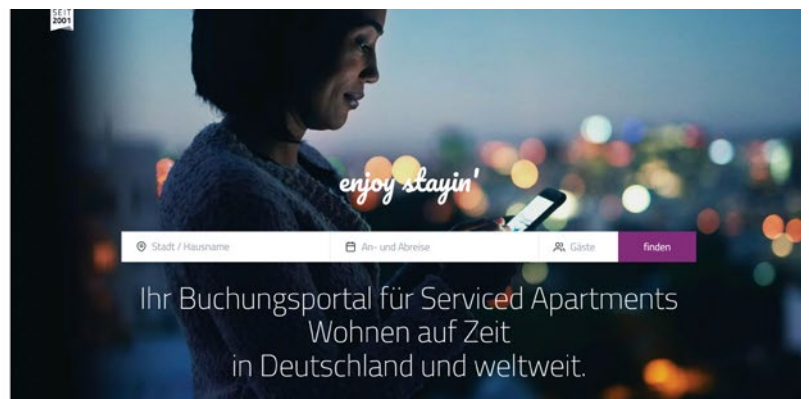 SEIT
2001
enjoy stayin'
Stadt / Hausname An- und Abreise Gäste finden
Ihr Buchungsportal für Serviced Apartments
Wohnen auf Zeit
in Deutschland und weltweit.